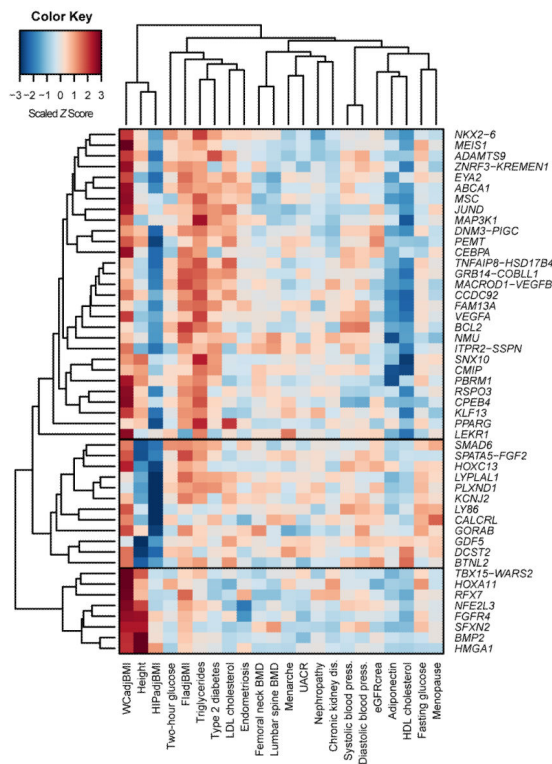 Color Key
−3 −2 −1 0 1 2 3
Scaled Z Score
NKX2−6
MEIS1
ADAMTS9
ZNRF3−KREMEN1
EYA2
ABCA1
MSC
JUND
MAP3K1
DNM3−PIGC
PEMT
CEBPA
TNFAIP8−HSD17B4
GRB14−COBLL1
MACROD1−VEGFB
CCDC92
FAM13A
VEGFA
BCL2
NMU
ITPR2−SSPN
SNX10
CMIP
PBRM1
RSPO3
CPEB4
KLF13
PPARG
LEKR1
SMAD6
SPATA5−FGF2
HOXC13
LYPLAL1
PLXND1
KCNJ2
LY86
CALCRL
GORAB
GDF5
DCST2
BTNL2
TBX15−WARS2
HOXA11
RFX7
NFE2L3
FGFR4
SFXN2
BMP2
HMGA1
WCadjBMI
Height
HIPadjBMI
Two−hour glucose
FIadjBMI
Triglycerides
Type 2 diabetes
LDL cholesterol
Endometriosis
Femoral neck BMD
Lumbar spine BMD
Menarche
UACR
Nephropathy
Chronic kidney dis.
Systolic blood press.
Diastolic blood press.
eGFRcrea
Adiponectin
HDL cholesterol
Fasting glucose
Menopause